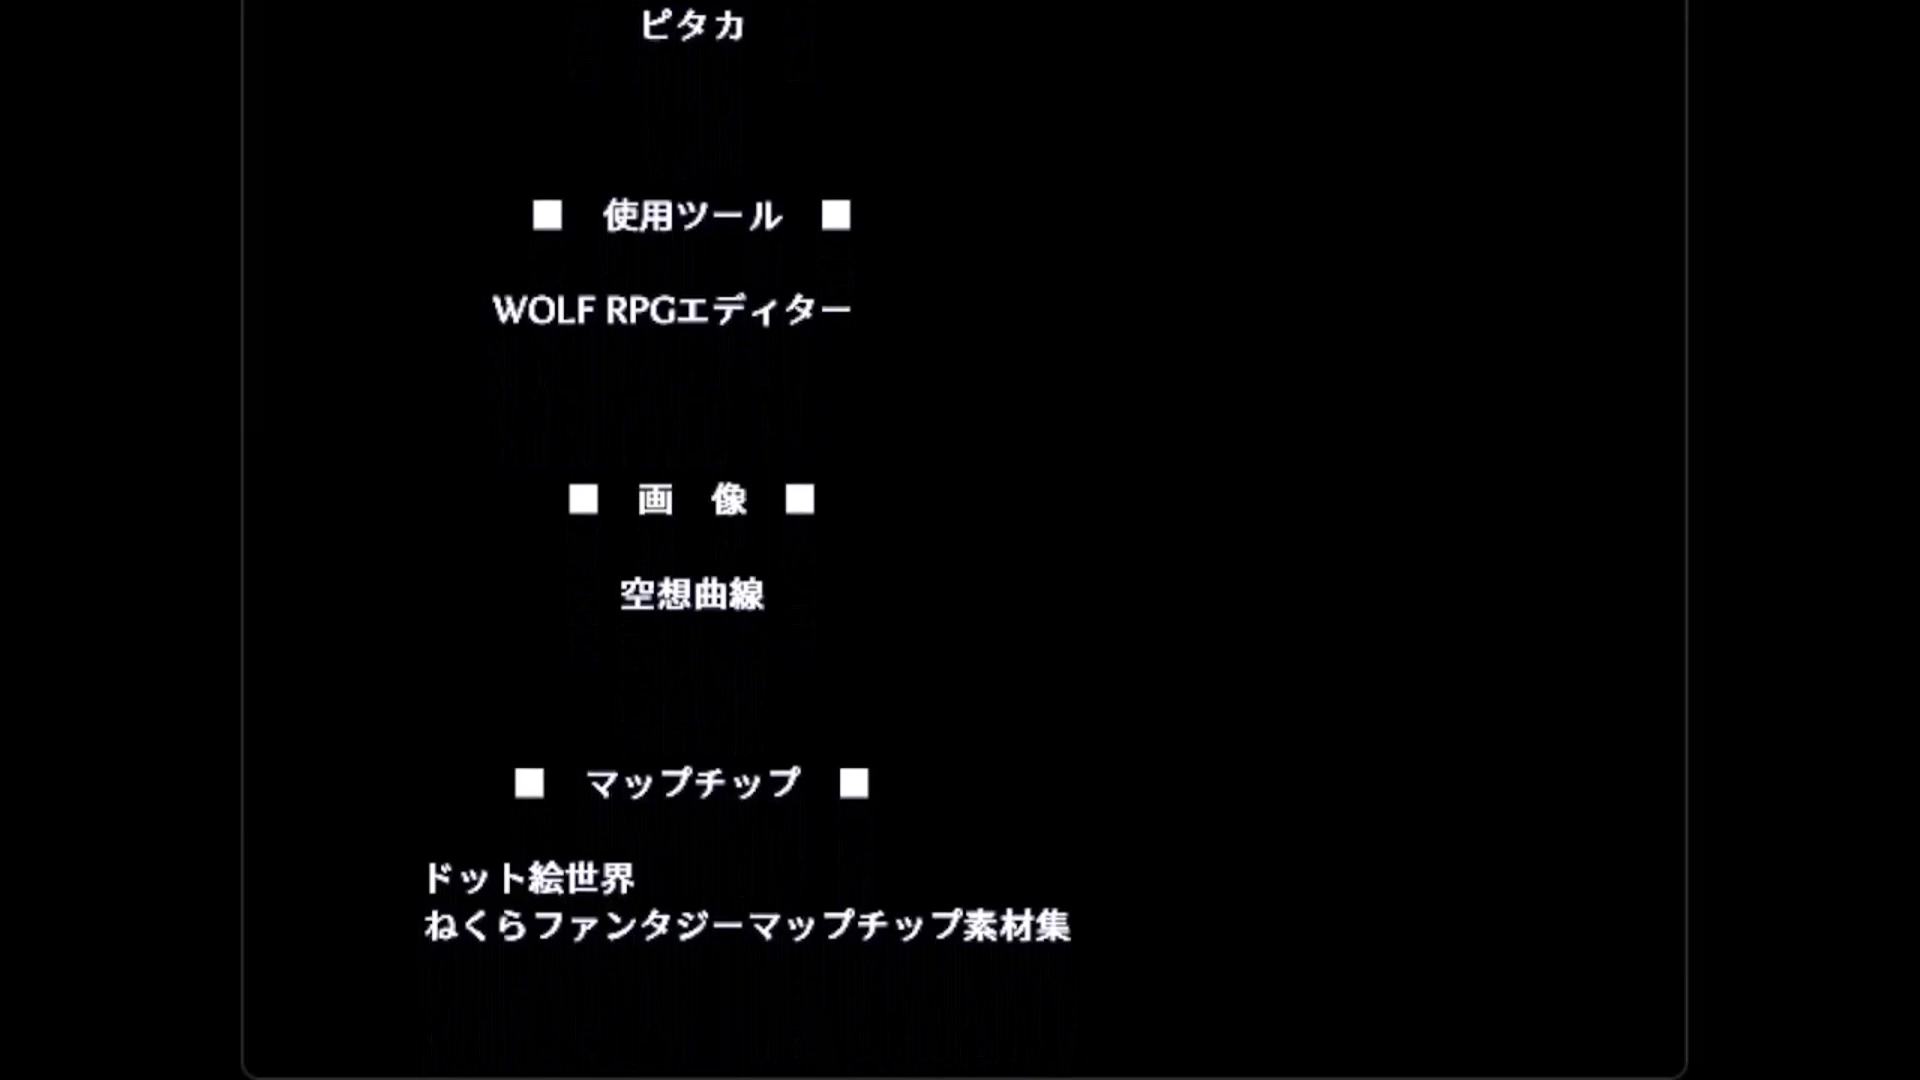 ピタカ
■　使用ツール　■
WOLF RPGエディター
■　画　像　■
空想曲線
■　マップチップ　■
ドット絵世界
ねくらファンタジーマップチップ素材集